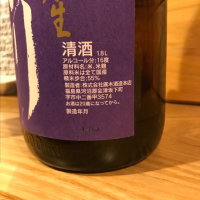 生
清酒 1.8L
アルコール分:16度
原材料名:米、米麹
原料米は全て国産
精米歩合:55%
製造者:株式会社廣木酒造本店
福島県河沼郡会津坂下町
字市中二番甲3574
お酒は20歳になってから。
製造年月